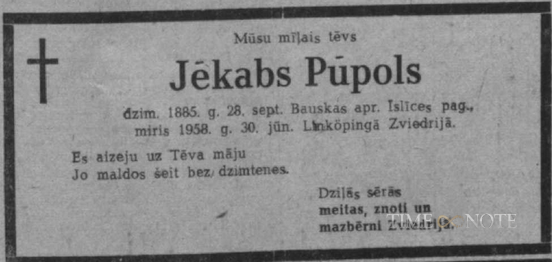 Mūsu mīļais tēvs
Jēkabs Pūpols
dzim. 1885. g. 28. sept. Bauskas apr. Islīces pag.,
miris 1958. g. 30. jūn. Linköpingā Zviedrijā.
Es aizeju uz Tēva māju
Jo maldos šeit bez dzimtenes.
Dziļās sērās
meitas, znoti un
mazbērni Zviedrijā.
TIME NOTE